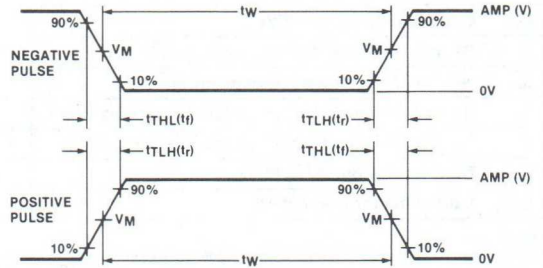 tW
90%
90%
AMP (V)
NEGATIVE
PULSE
VM
VM
10%
10%
0V
tTHL(tf)
tTLH(tr)
tTLH(tr)
tTHL(tf)
90%
90%
AMP (V)
POSITIVE
PULSE
VM
VM
10%
10%
0V
tW